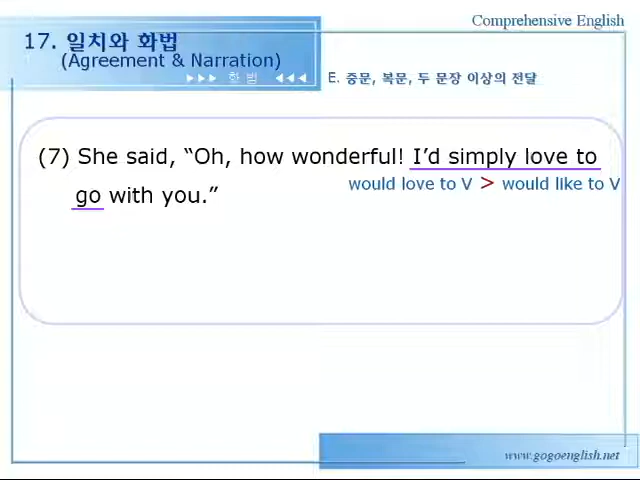 Comprehensive English
17. 일치와 화법
(Agreement & Narration)
▶▶▶ 화 법 ◀◀◀
E. 중문, 복문, 두 문장 이상의 전달
(7) She said, “Oh, how wonderful! I’d simply love to
go with you.”
would love to V > would like to V
www.gogoenglish.net